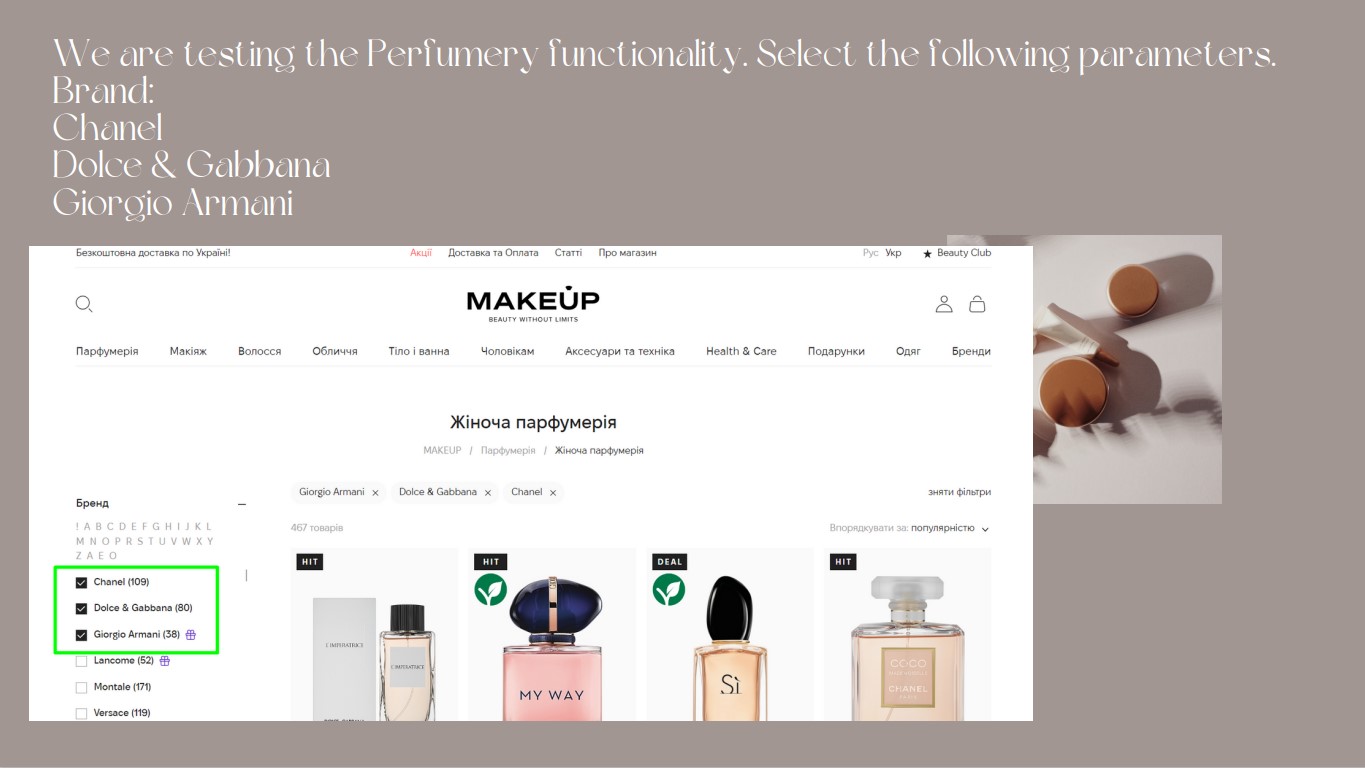 We are testing the Perfumery functionality. Select the following parameters.
Brand:
Chanel
Dolce & Gabbana
Giorgio Armani
Безкоштовна доставка по Україні!
Акції
Доставка та Оплата
Статті
Про магазин
Рус
Укр
★ Beauty Club
MAKEUP
BEAUTY WITHOUT LIMITS
Парфумерія
Макіяж
Волосся
Обличчя
Тіло і ванна
Чоловікам
Аксесуари та техніка
Health & Care
Подарунки
Одяг
Бренди
Жіноча парфумерія
MAKEUP / Парфумерія / Жіноча парфумерія
Giorgio Armani ×
Dolce & Gabbana ×
Chanel ×
зняти фільтри
Бренд
! A B C D E F G H I J K L
M N O P R S T U V W X Y
Z А Е О
Chanel (109)
Dolce & Gabbana (80)
Giorgio Armani (38)
Lancome (52)
Montale (171)
Versace (119)
467 товарів
Впорядкувати за: популярністю
HIT
L'IMPERATRICE
L'IMPERATRICE
HIT
MY WAY
DEAL
Sì
HIT
COCO
CHANEL
PARIS